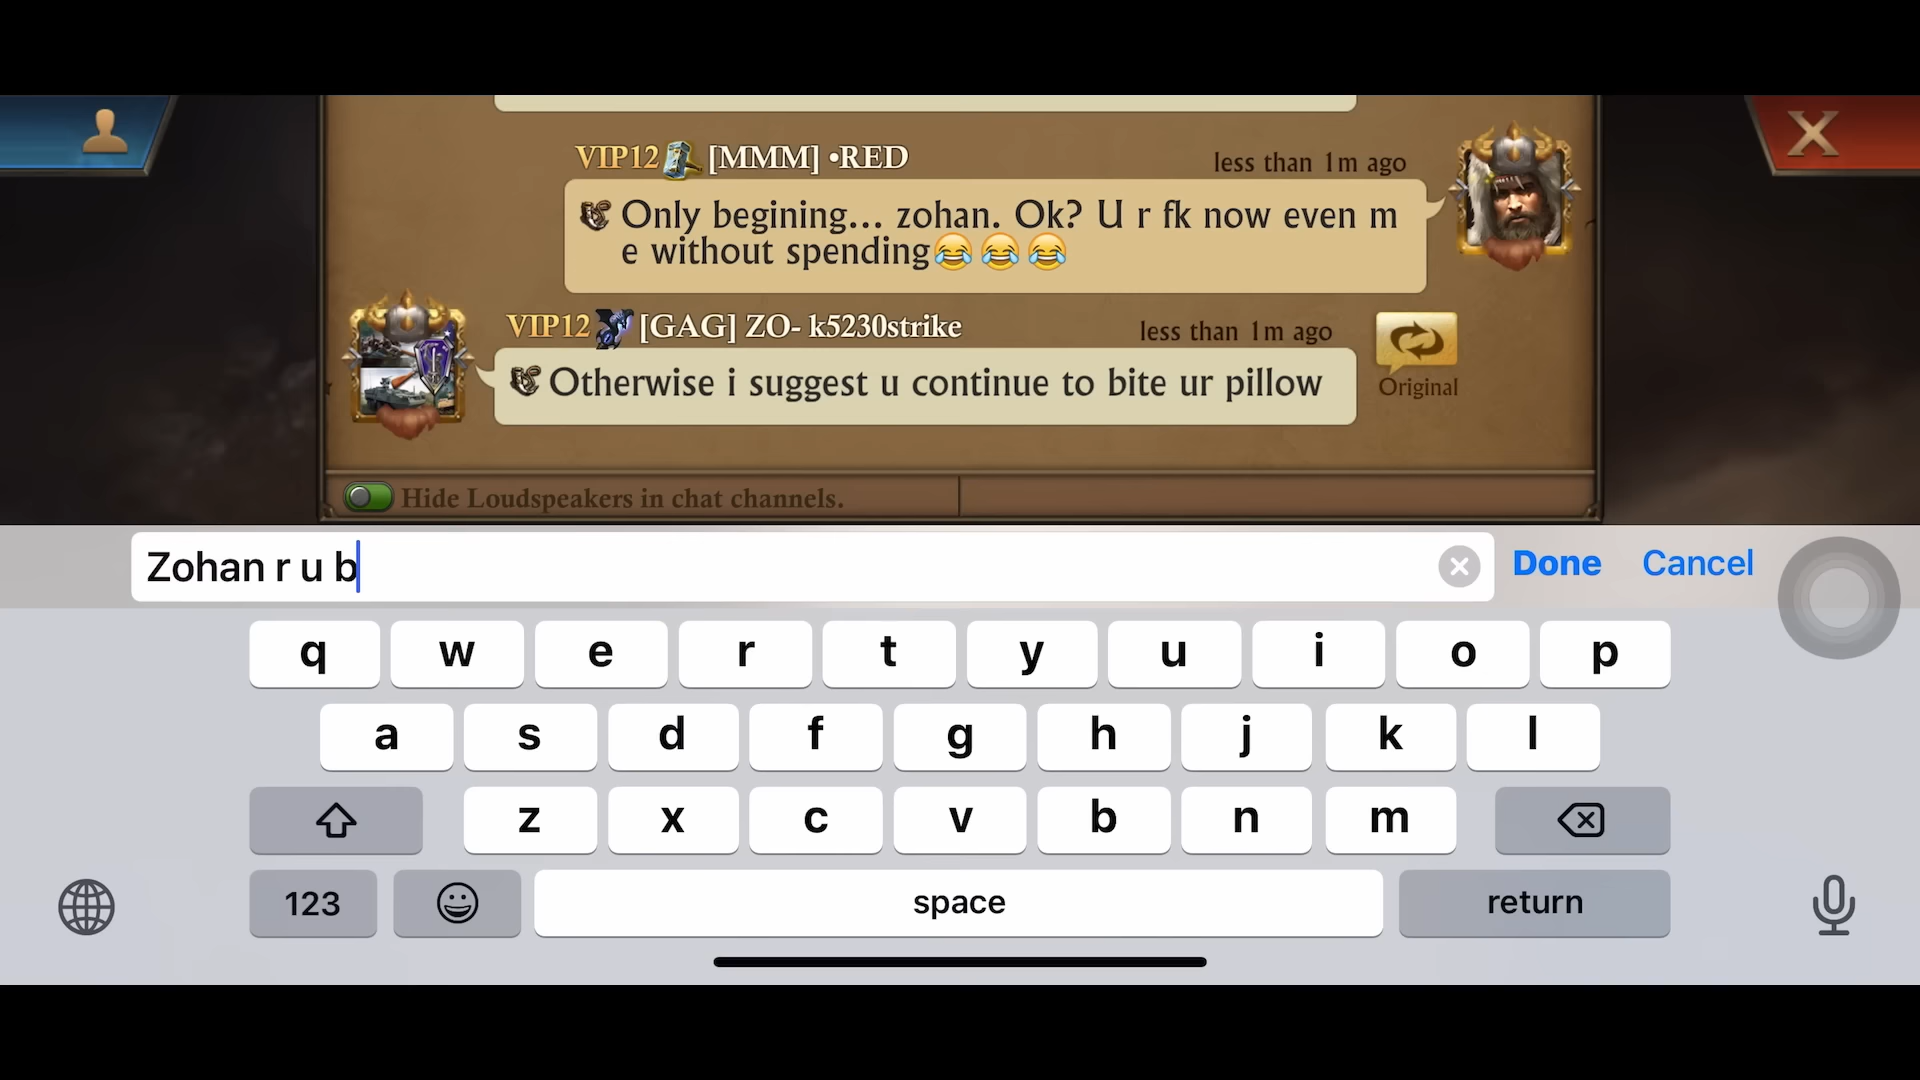 VIP12 [MMM] •RED
less than 1m ago
Only begining... zohan. Ok? U r fk now even m
e without spending😂😂😂
VIP12 [GAG] ZO- k5230strike
less than 1m ago
Otherwise i suggest u continue to bite ur pillow
Original
Hide Loudspeakers in chat channels.
Zohan r u b
Done Cancel
q w e r t y u i o p
a s d f g h j k l
z x c v b n m
123 space return